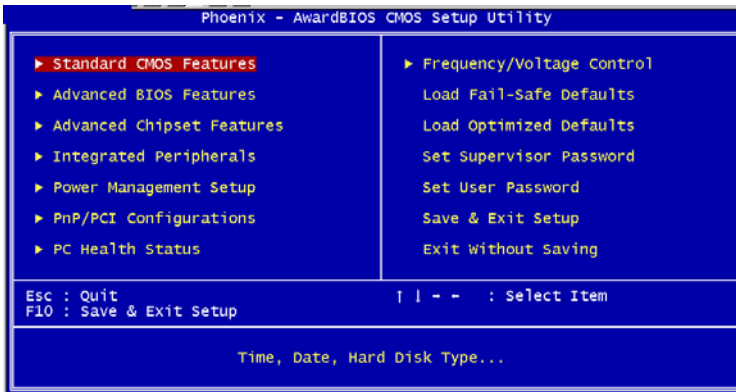 Phoenix - AwardBIOS CMOS Setup Utility
► Standard CMOS Features
► Advanced BIOS Features
► Advanced Chipset Features
► Integrated Peripherals
► Power Management Setup
► PnP/PCI Configurations
► PC Health Status
► Frequency/Voltage Control
Load Fail-Safe Defaults
Load Optimized Defaults
Set Supervisor Password
Set User Password
Save & Exit Setup
Exit Without Saving
Esc : Quit
F10 : Save & Exit Setup
↑ ↓ → ← : Select Item
Time, Date, Hard Disk Type...